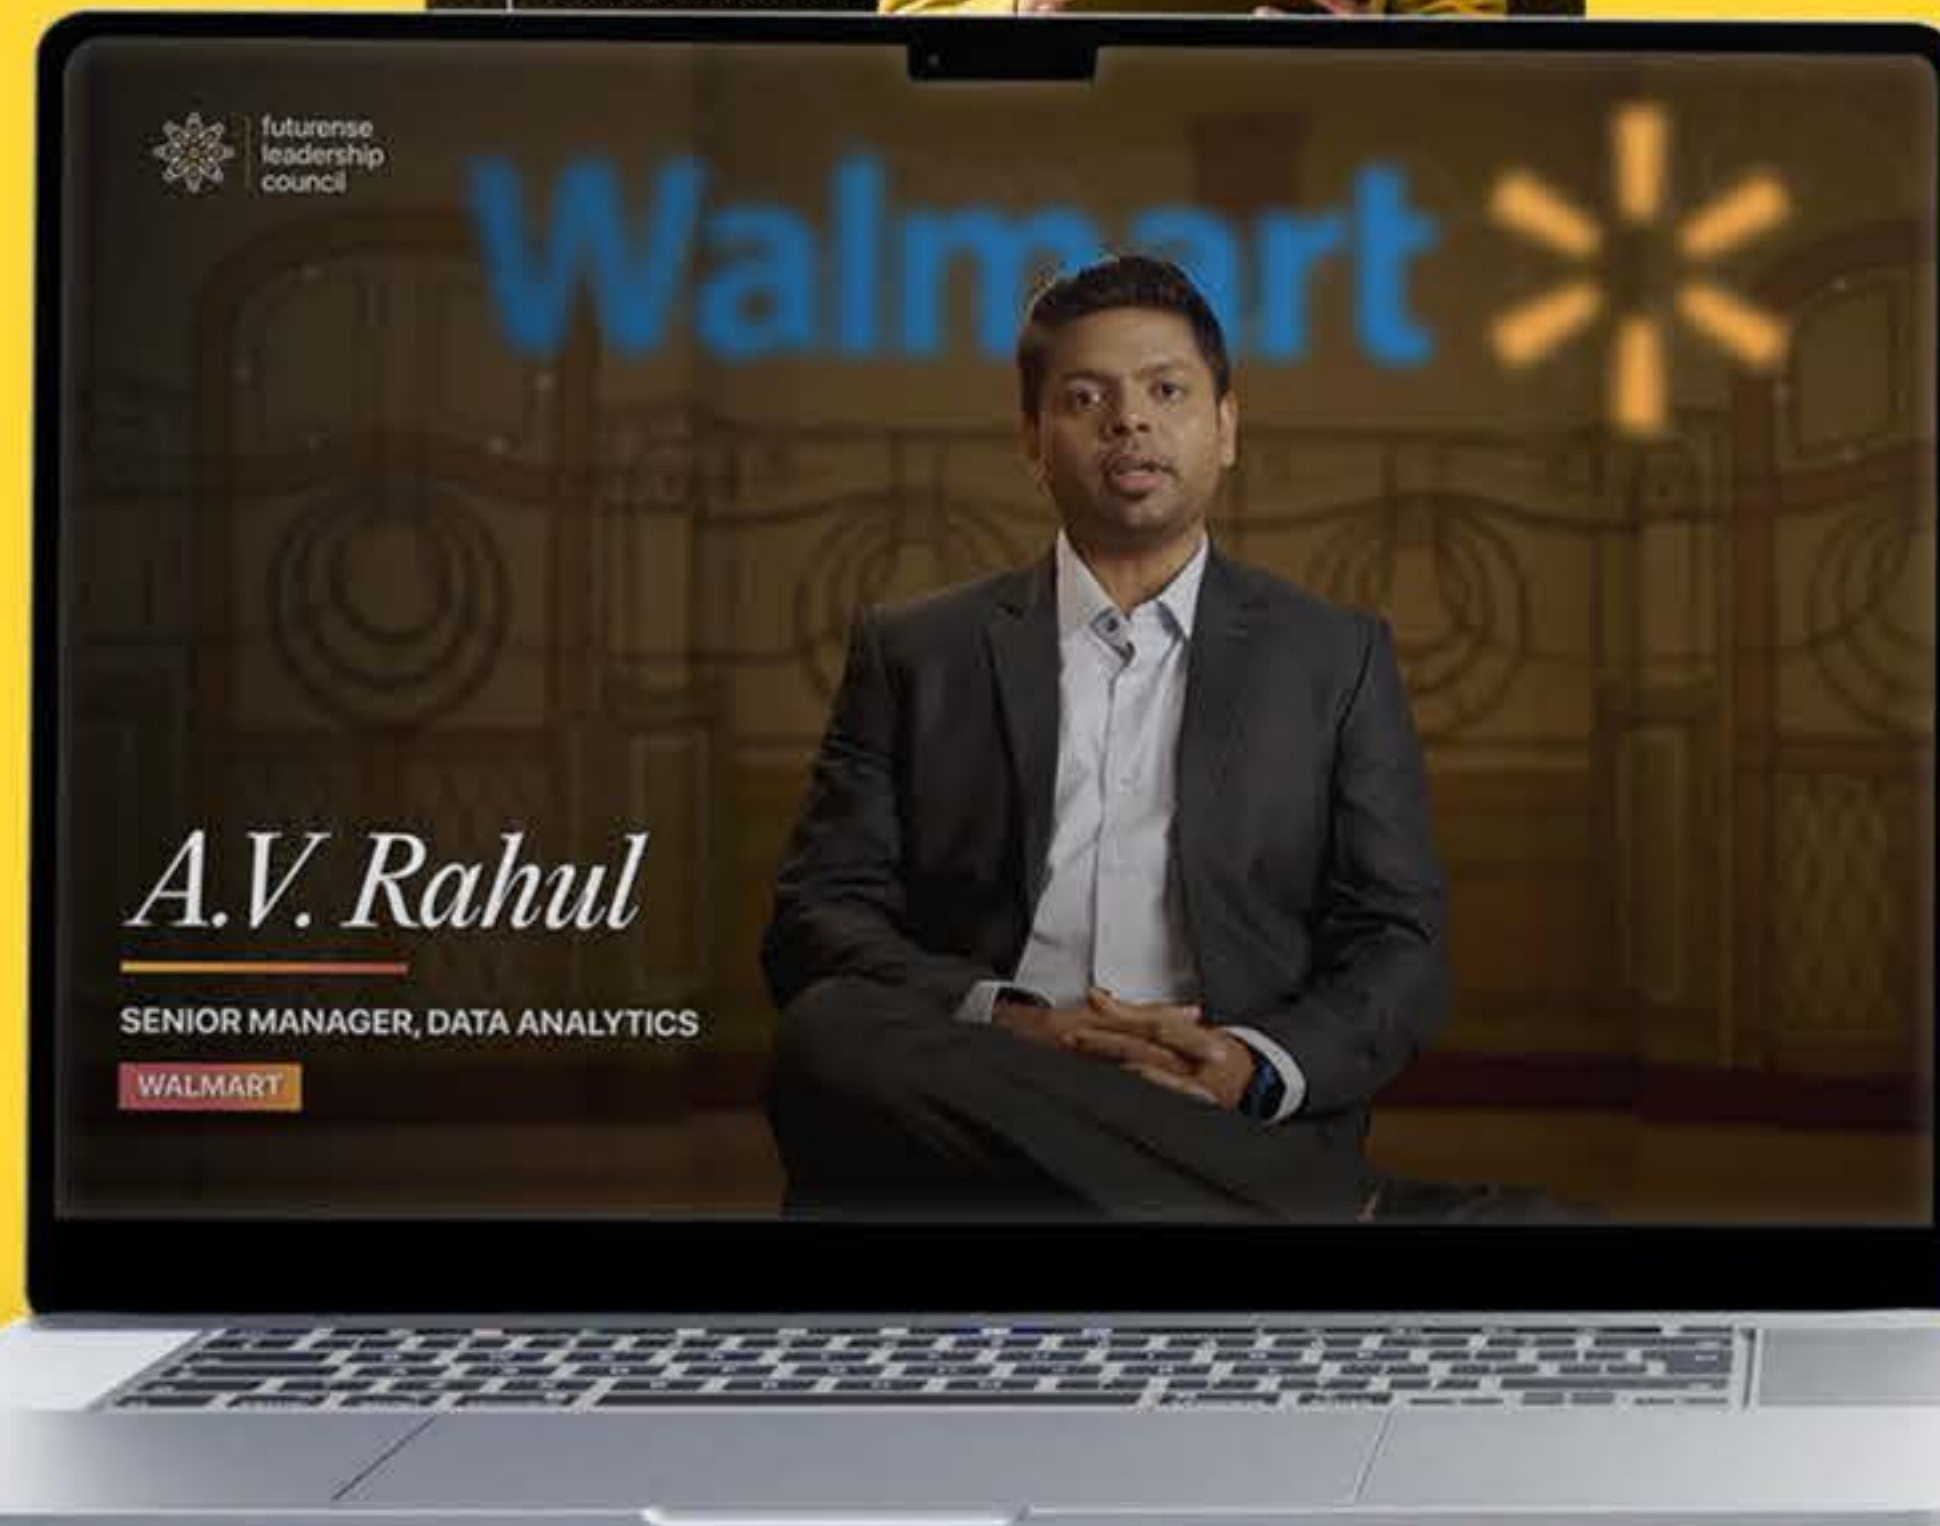 futurense
leadership
council
Walmart
A.V. Rahul
SENIOR MANAGER, DATA ANALYTICS
WALMART